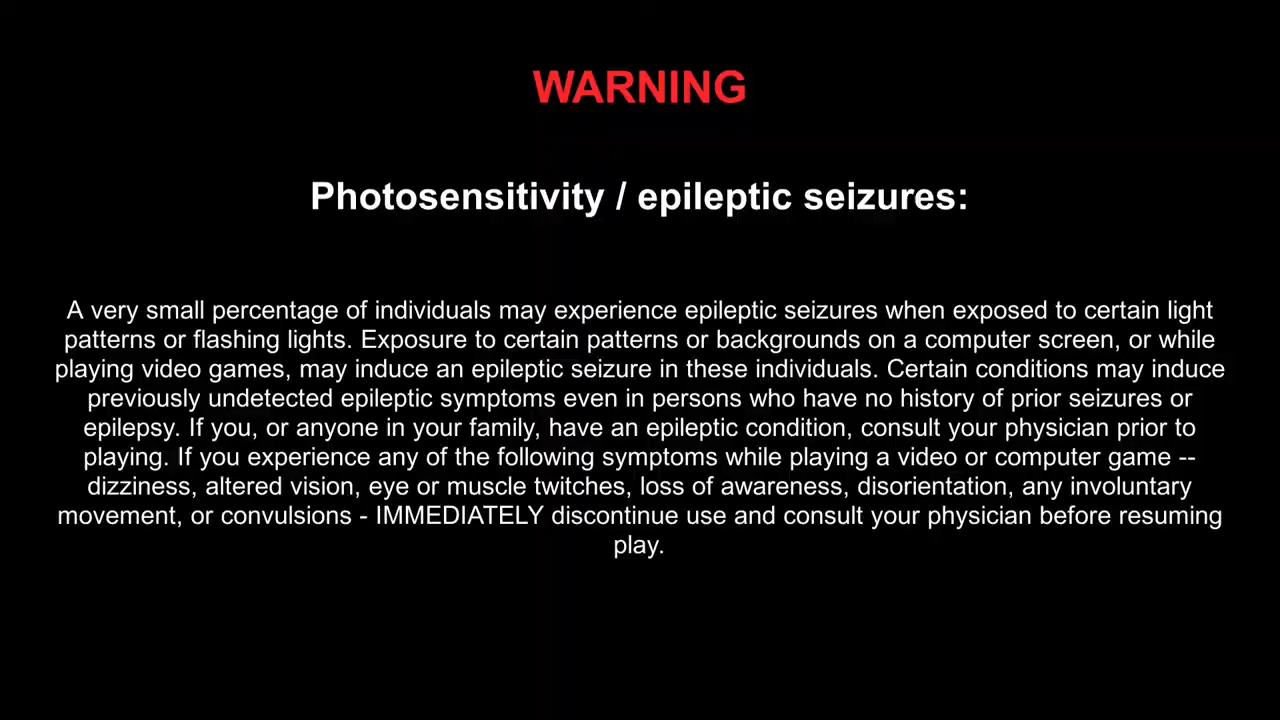 WARNING
Photosensitivity / epileptic seizures:
A very small percentage of individuals may experience epileptic seizures when exposed to certain light
patterns or flashing lights. Exposure to certain patterns or backgrounds on a computer screen, or while
playing video games, may induce an epileptic seizure in these individuals. Certain conditions may induce
previously undetected epileptic symptoms even in persons who have no history of prior seizures or
epilepsy. If you, or anyone in your family, have an epileptic condition, consult your physician prior to
playing. If you experience any of the following symptoms while playing a video or computer game --
dizziness, altered vision, eye or muscle twitches, loss of awareness, disorientation, any involuntary
movement, or convulsions - IMMEDIATELY discontinue use and consult your physician before resuming
play.